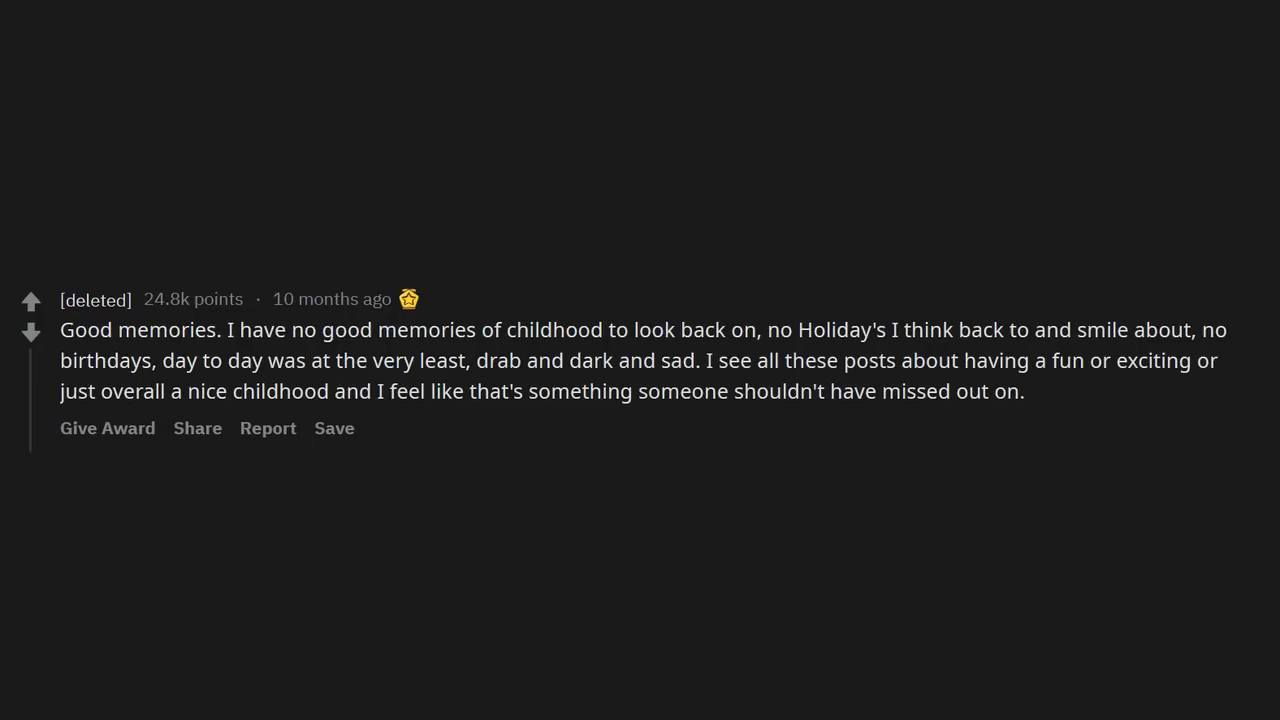 [deleted] 24.8k points · 10 months ago
Good memories. I have no good memories of childhood to look back on, no Holiday's I think back to and smile about, no
birthdays, day to day was at the very least, drab and dark and sad. I see all these posts about having a fun or exciting or
just overall a nice childhood and I feel like that's something someone shouldn't have missed out on.
Give Award Share Report Save